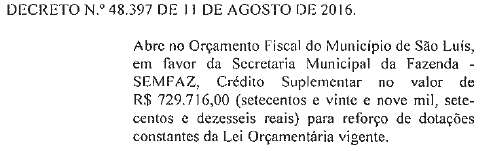 DECRETO N.º 48.397 DE 11 DE AGOSTO DE 2016.
Abre no Orçamento Fiscal do Município de São Luís,
em favor da Secretaria Municipal da Fazenda -
SEMFAZ, Crédito Suplementar no valor de
R$ 729.716,00 (setecentos e vinte e nove mil, sete-
centos e dezesseis reais) para reforço de dotações
constantes da Lei Orçamentária vigente.